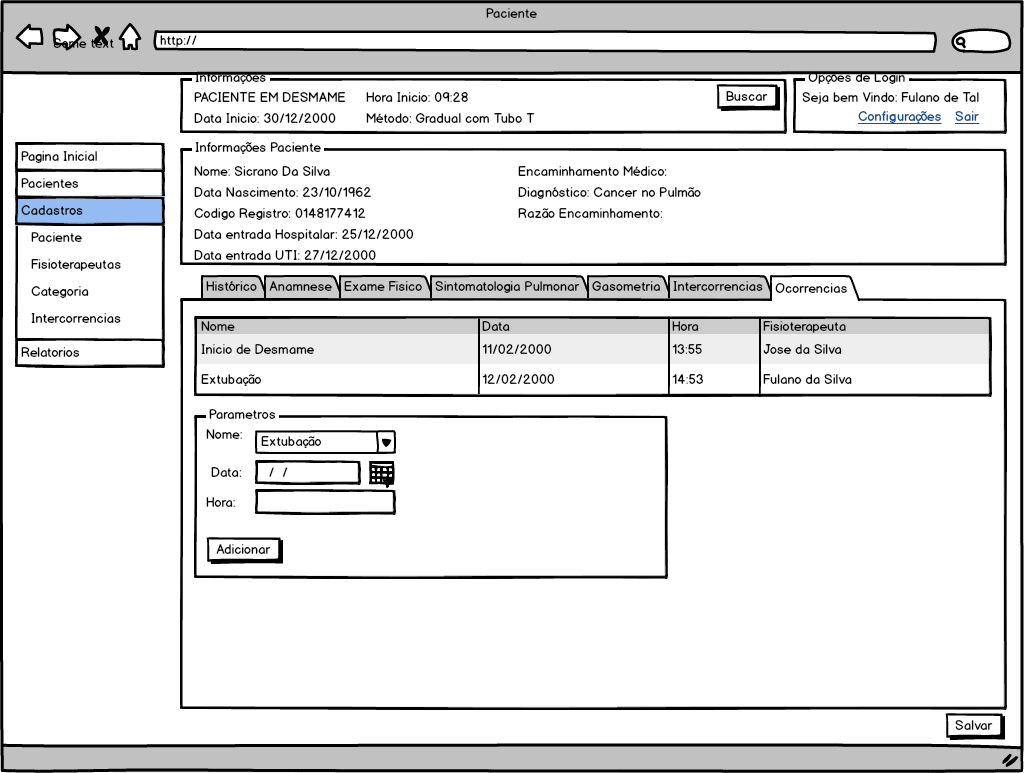 Paciente
Some text
http://
Informações
PACIENTE EM DESMAME Hora Inicio: 09:28 Buscar
Data Inicio: 30/12/2000 Método: Gradual com Tubo T
Opções de Login
Seja bem Vindo: Fulano de Tal
Configurações Sair
Pagina Inicial
Pacientes
Cadastros
Paciente
Fisioterapeutas
Categoria
Intercorrencias
Relatorios
Informações Paciente
Nome: Sicrano Da Silva Encaminhamento Médico:
Data Nascimento: 23/10/1962 Diagnóstico: Cancer no Pulmão
Codigo Registro: 0148177412 Razão Encaminhamento:
Data entrada Hospitalar: 25/12/2000
Data entrada UTI: 27/12/2000
Histórico Anamnese Exame Fisico Sintomatologia Pulmonar Gasometria Intercorrencias Ocorrencias
Nome Data Hora Fisioterapeuta
Inicio de Desmame 11/02/2000 13:55 Jose da Silva
Extubação 12/02/2000 14:53 Fulano da Silva
Parametros
Nome: Extubação
Data: / /
Hora:
Adicionar
Salvar